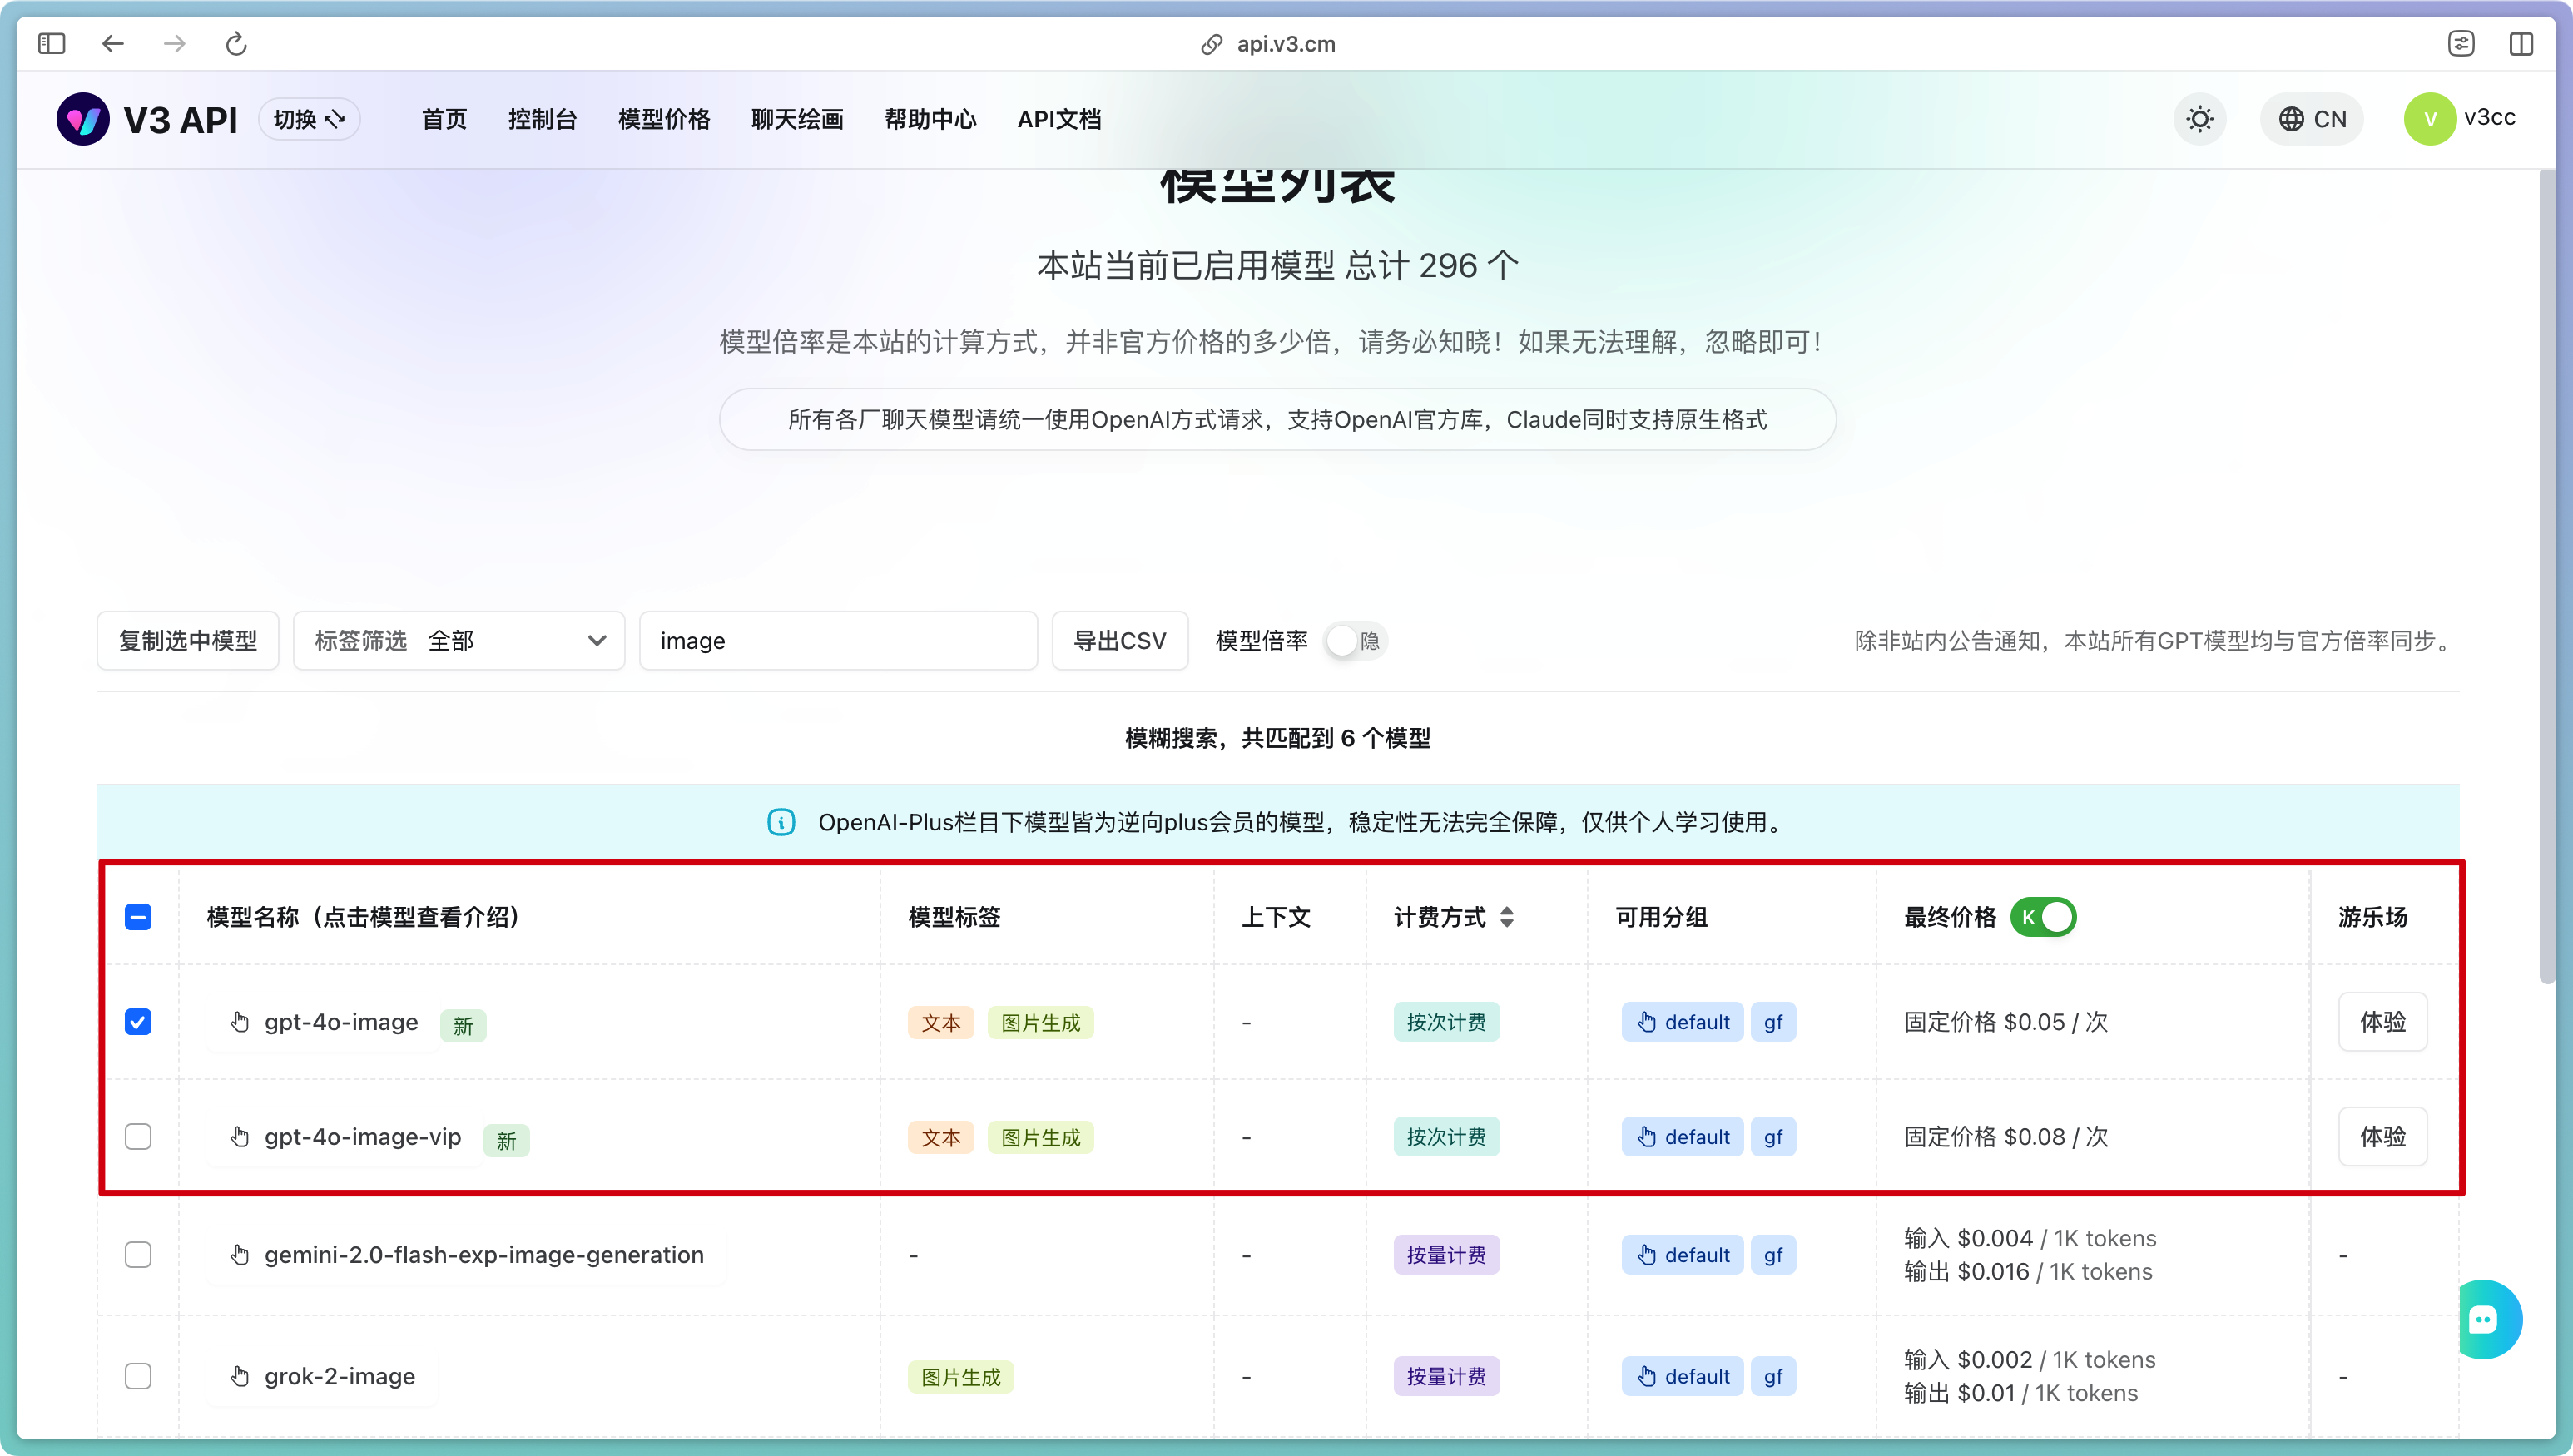 api.v3.cm
V3 API 切换 首页 控制台 模型价格 聊天绘画 帮助中心 API文档 CN V v3cc
模型列表
本站当前已启用模型 总计 296 个
模型倍率是本站的计算方式，并非官方价格的多少倍，请务必知晓！如果无法理解，忽略即可！
所有各厂聊天模型请统一使用OpenAI方式请求，支持OpenAI官方库，Claude同时支持原生格式
复制选中模型 标签筛选 全部 image 导出CSV 模型倍率 隐 除非站内公告通知，本站所有GPT模型均与官方倍率同步。
模糊搜索，共匹配到 6 个模型
OpenAI-Plus栏目下模型皆为逆向plus会员的模型，稳定性无法完全保障，仅供个人学习使用。
模型名称（点击模型查看介绍） 模型标签 上下文 计费方式 可用分组 最终价格 K 游乐场
gpt-4o-image 新 文本 图片生成 - 按次计费 default gf 固定价格 $0.05 / 次 体验
gpt-4o-image-vip 新 文本 图片生成 - 按次计费 default gf 固定价格 $0.08 / 次 体验
gemini-2.0-flash-exp-image-generation - - 按量计费 default gf 输入 $0.004 / 1K tokens -
输出 $0.016 / 1K tokens
grok-2-image 图片生成 - 按量计费 default gf 输入 $0.002 / 1K tokens -
输出 $0.01 / 1K tokens